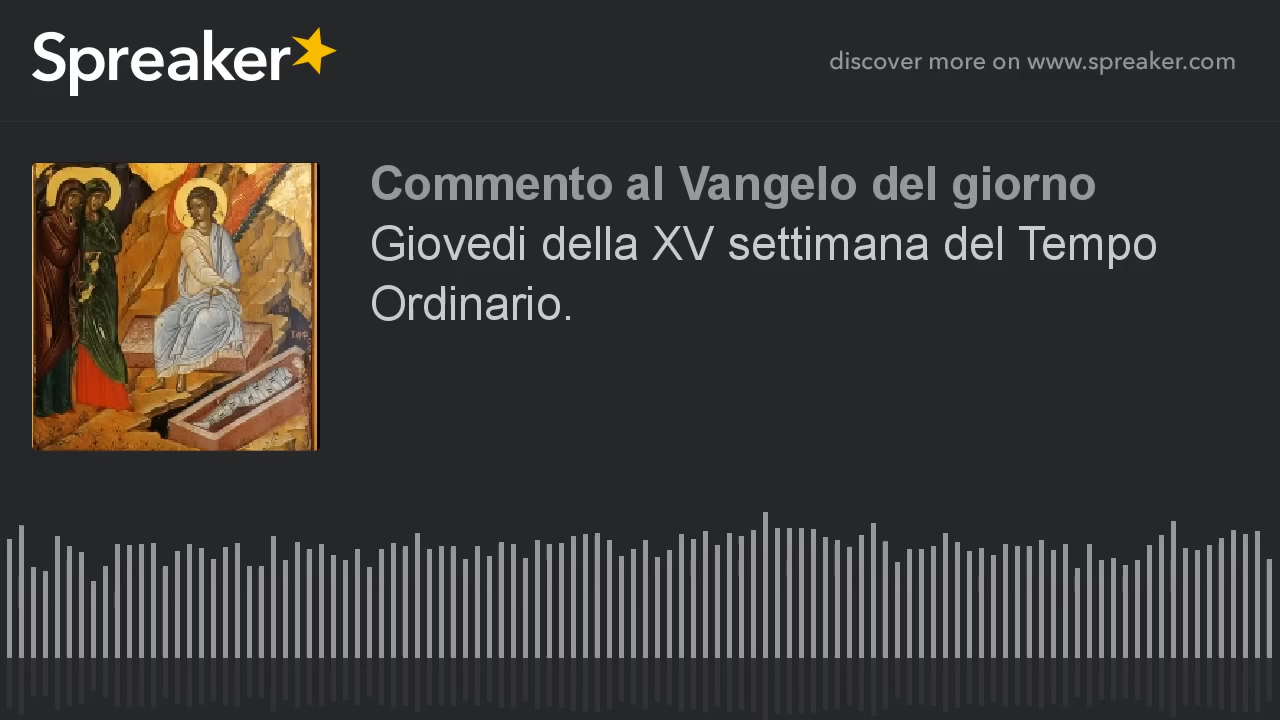 Spreaker
discover more on www.spreaker.com
Commento al Vangelo del giorno
Giovedi della XV settimana del Tempo
Ordinario.